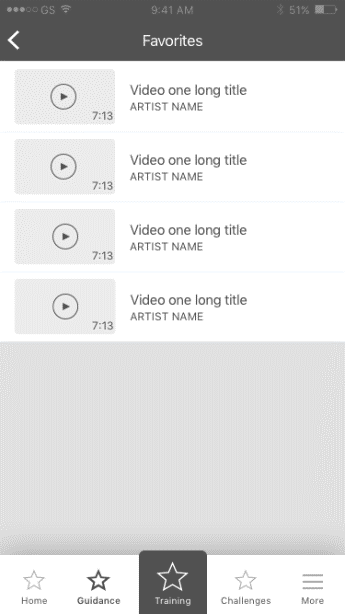 GS 9:41 AM 51%
Favorites
7:13
Video one long title
ARTIST NAME
7:13
Video one long title
ARTIST NAME
7:13
Video one long title
ARTIST NAME
7:13
Video one long title
ARTIST NAME
Home Guidance Training Challenges More